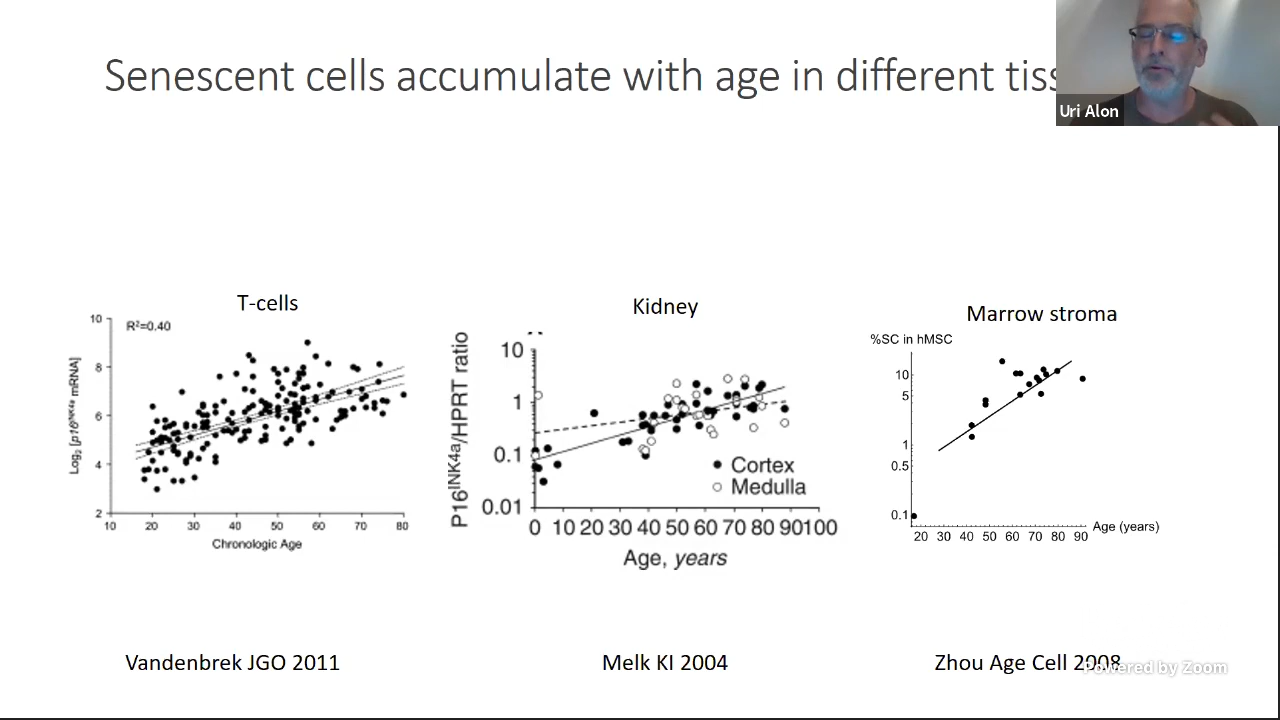 Senescent cells accumulate with age in different tiss
Uri Alon
T-cells
R²=0.40
Log₂ [p16ᴵᴺᴷ⁴ᵃ mRNA]
10
8
6
4
2
10 20 30 40 50 60 70 80
Chronologic Age
Kidney
P16ᴵᴺᴷ⁴ᵃ/HPRT ratio
10
1
0.1
0.01
Cortex
Medulla
0 10 20 30 40 50 60 70 80 90 100
Age, years
Marrow stroma
%SC in hMSC
10
5
1
0.5
0.1
20 30 40 50 60 70 80 90
Age (years)
Vandenbrek JGO 2011
Melk KI 2004
Zhou Age Cell 2008
Powered by Zoom